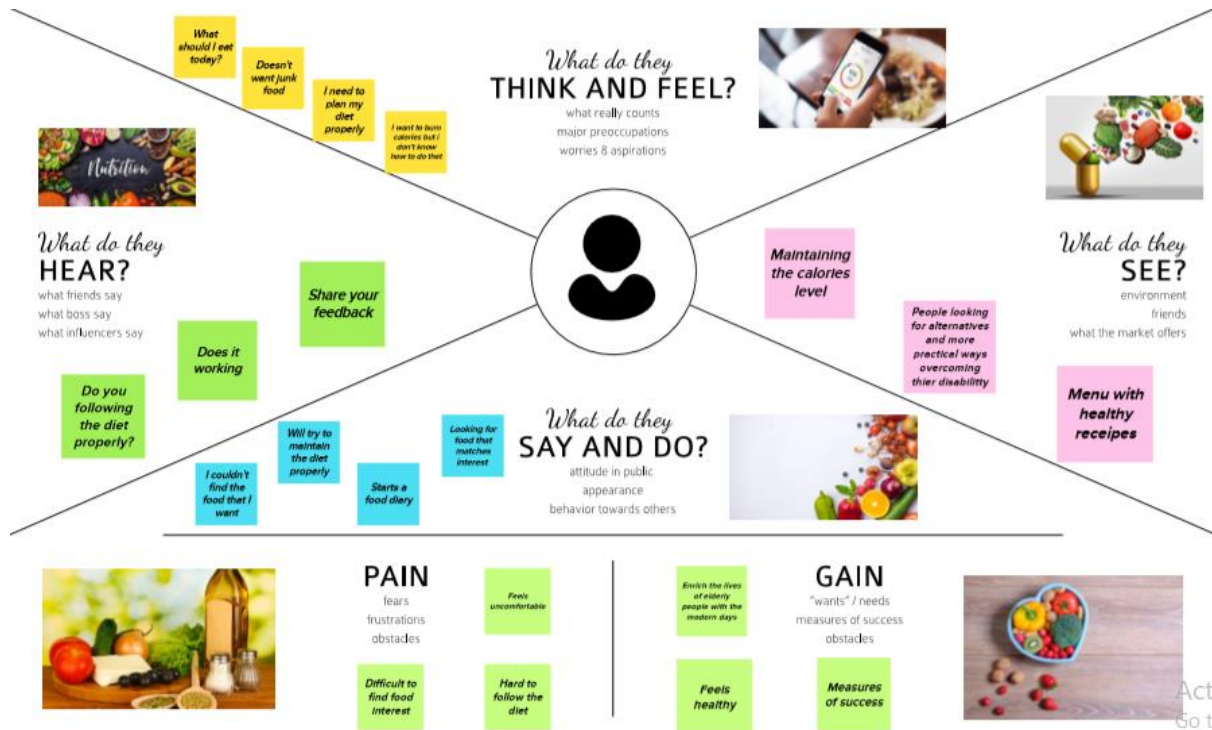 What
should I eat
today?
Doesn't
want junk
food
I need to
plan my
diet
properly
I want to burn
calories but i
don't know
how to do that
What do they
THINK AND FEEL?
what really counts
major preoccupations
worries & aspirations
Nutrition
What do they
HEAR?
what friends say
what boss say
what influencers say
Share your
feedback
Does it
working
Do you
following
the diet
properly?
What do they
SEE?
environment
friends
what the market offers
Maintaining
the calories
level
People looking
for alternatives
and more
practical ways
overcoming
thier disabilitty
Menu with
healthy
receipes
What do they
SAY AND DO?
attitude in public
appearance
behavior towards others
I couldn't
find the
food that I
want
Will try to
maintain
the diet
properly
Starts a
food diary
Looking for
food that
matches
interest
PAIN
fears
frustrations
obstacles
Feels
uncomfortable
Difficult to
find food
interest
Hard to
follow the
diet
GAIN
"wants" / needs
measures of success
obstacles
Enrich the lives
of elderly
people with the
modern days
Feels
healthy
Measures
of success
Act
Go t